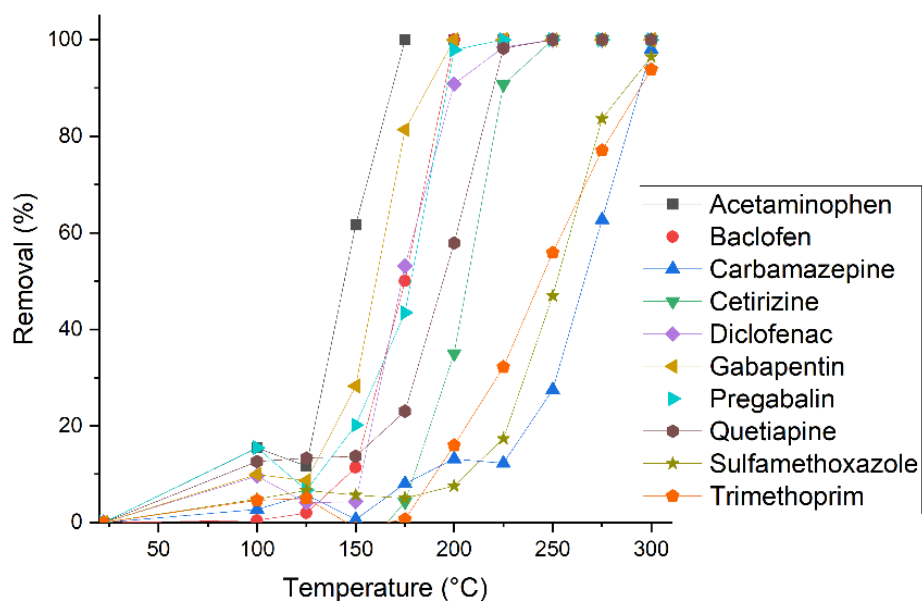 100
80
60
40
20
0
Removal (%)
50
100
150
200
250
300
Temperature (°C)
Acetaminophen
Baclofen
Carbamazepine
Cetirizine
Diclofenac
Gabapentin
Pregabalin
Quetiapine
Sulfamethoxazole
Trimethoprim